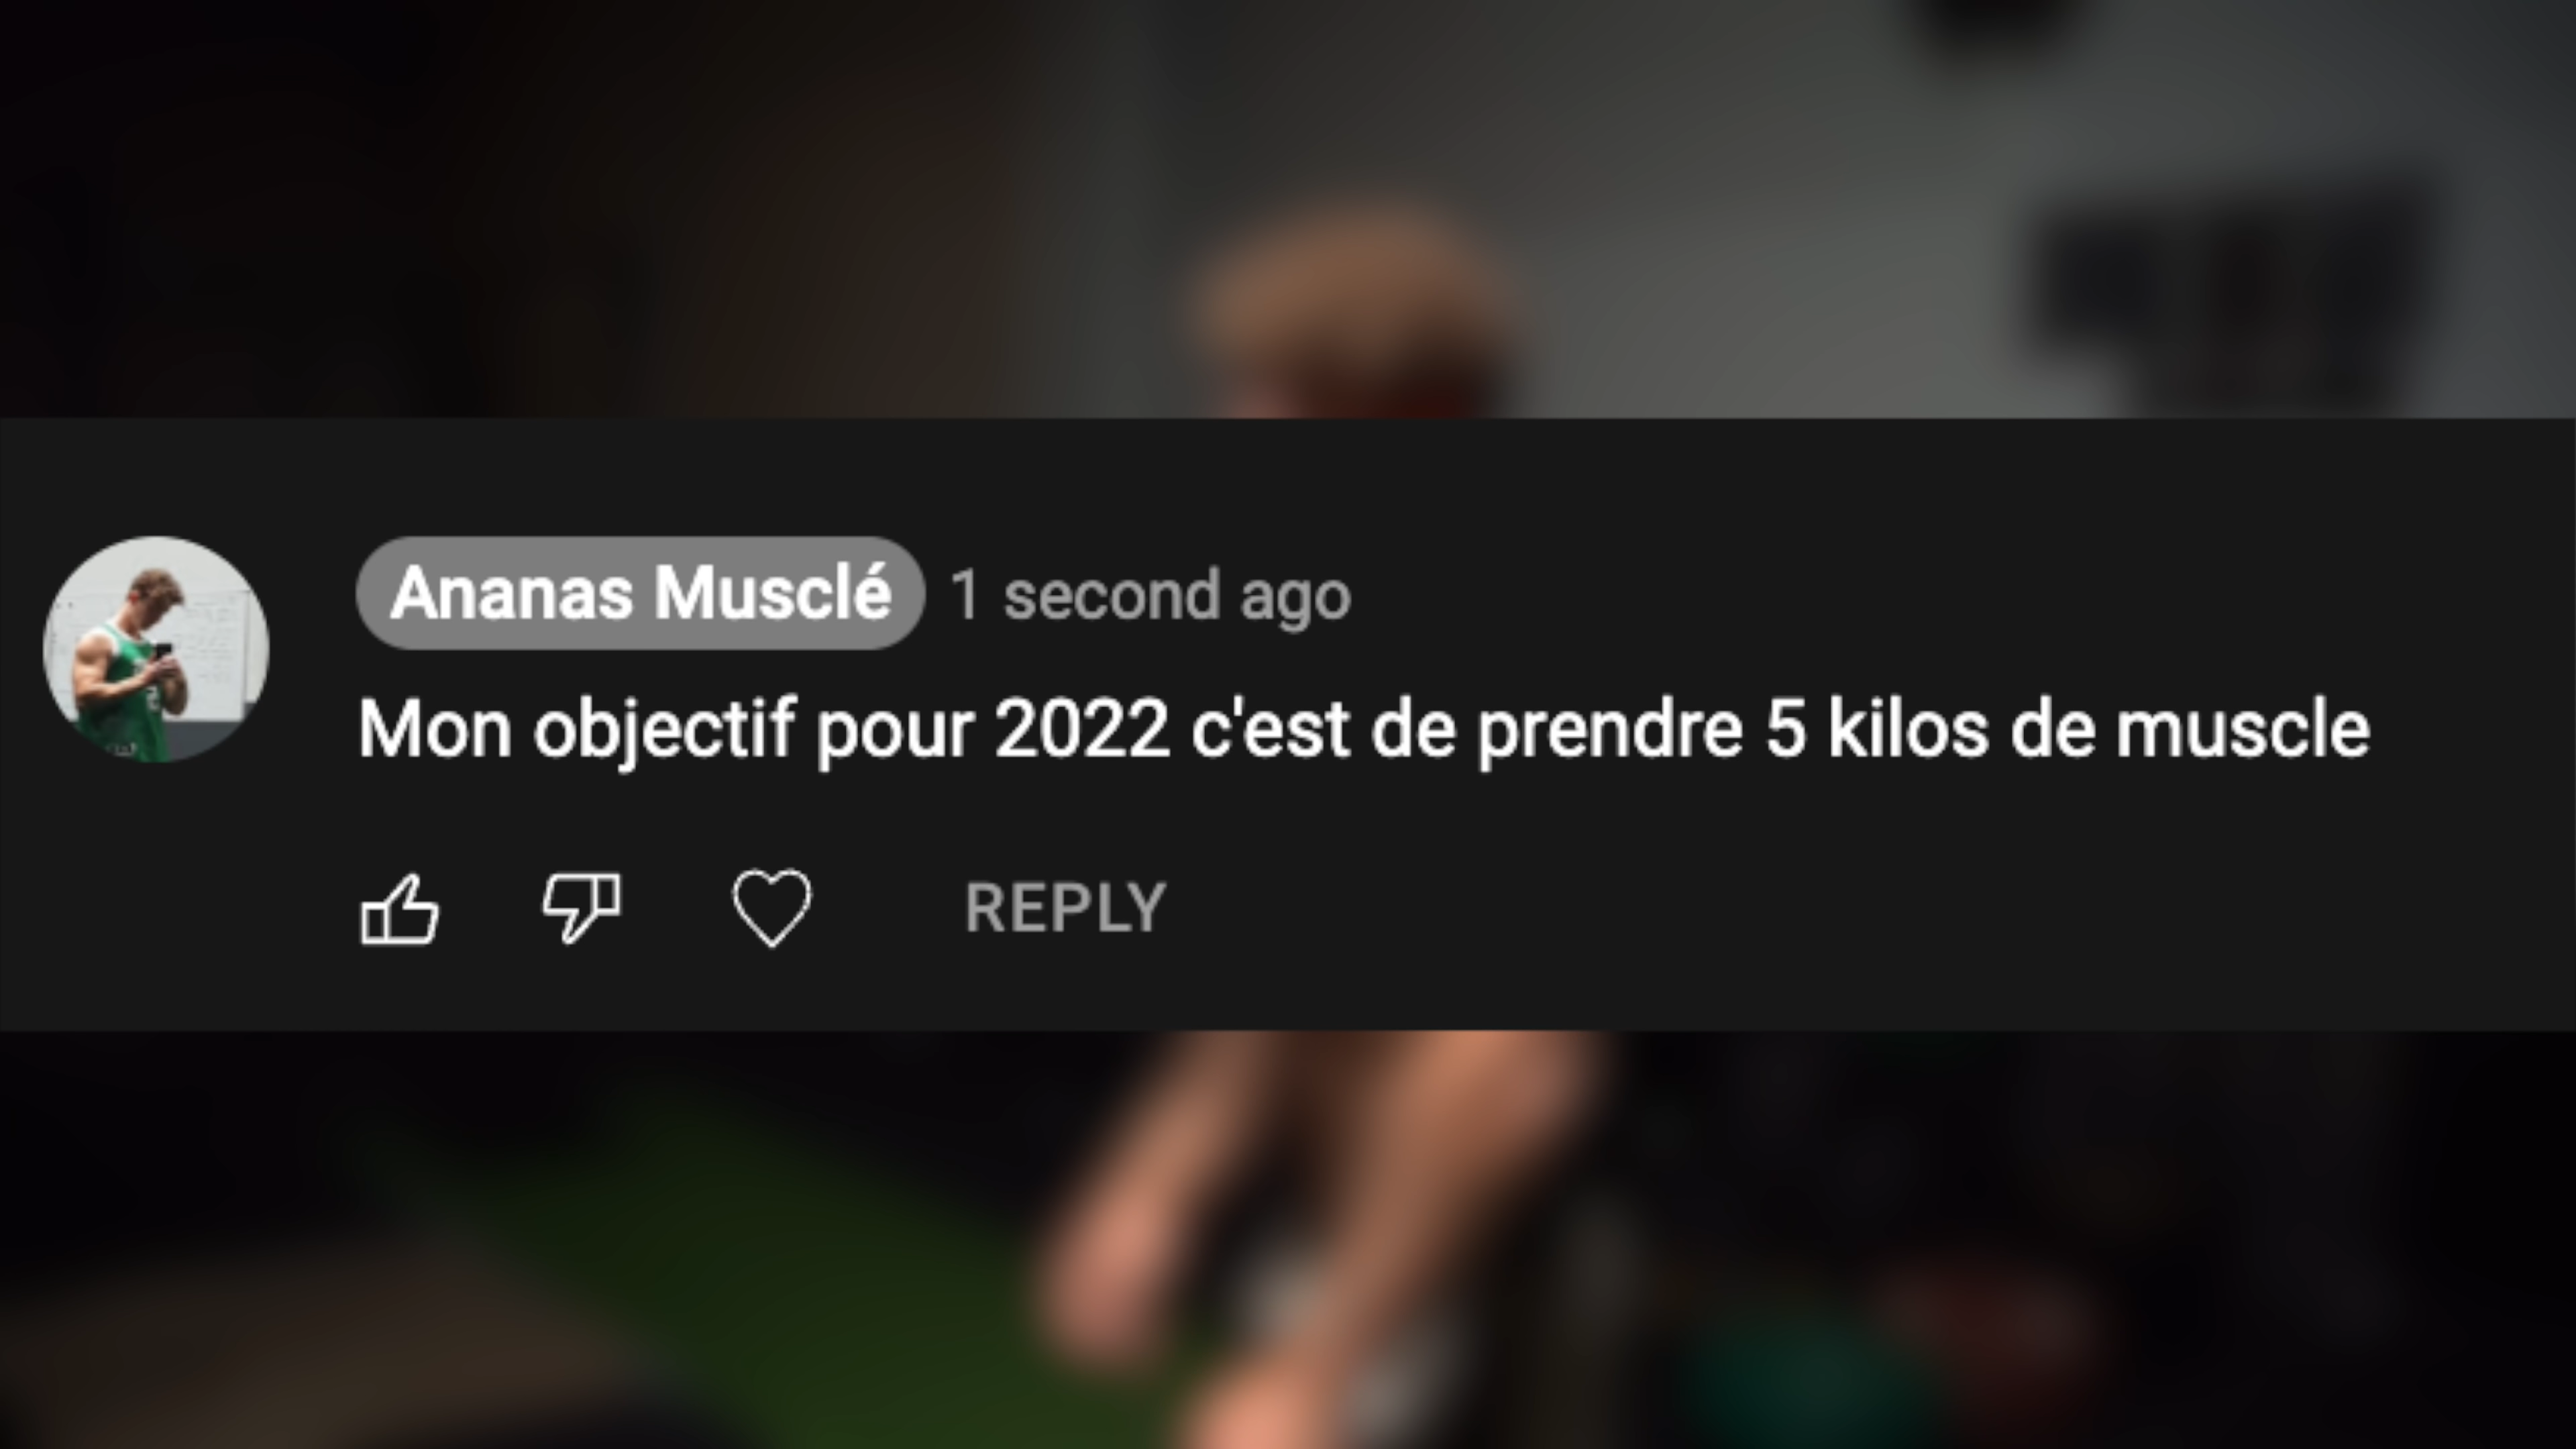 Ananas Musclé 1 second ago
Mon objectif pour 2022 c'est de prendre 5 kilos de muscle
REPLY